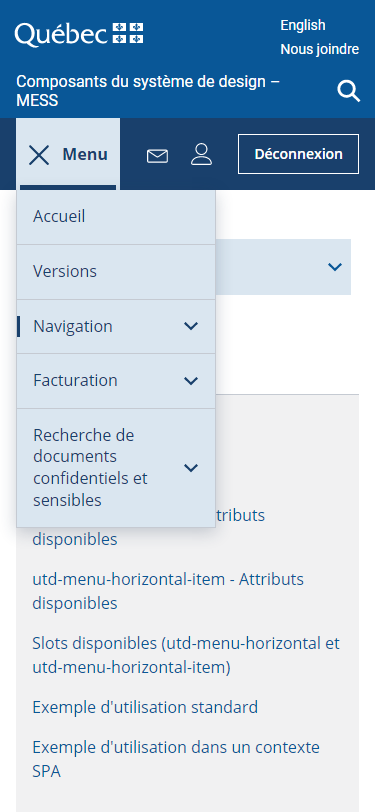 Québec
English
Nous joindre
Composants du système de design –
MESS
Menu
Déconnexion
Accueil
Versions
Navigation
Facturation
Recherche de
documents
confidentiels et
sensibles
disponibles
utd-menu-horizontal-item - Attributs
disponibles
Slots disponibles (utd-menu-horizontal et
utd-menu-horizontal-item)
Exemple d'utilisation standard
Exemple d'utilisation dans un contexte
SPA